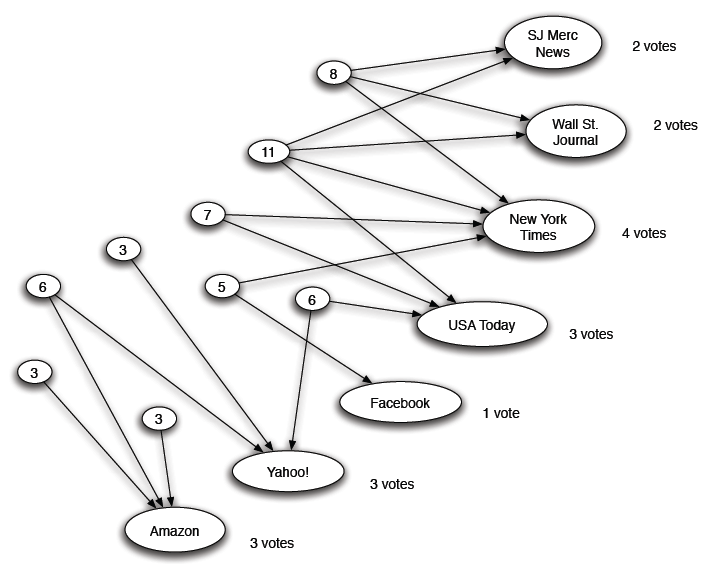 SJ Merc
News
2 votes
8
Wall St.
Journal
2 votes
11
7
New York
Times
4 votes
3
6
5
6
USA Today
3 votes
3
Facebook
1 vote
3
Yahoo!
3 votes
Amazon
3 votes